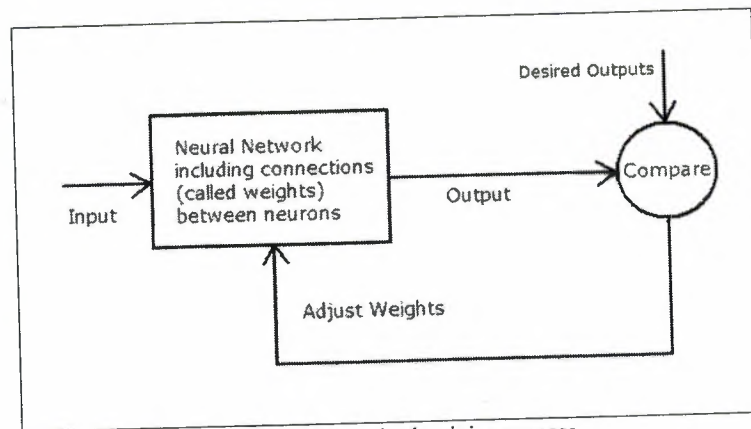 Desired Outputs
Neural Network
including connections
(called weights)
between neurons
Compare
Input
Output
Adjust Weights